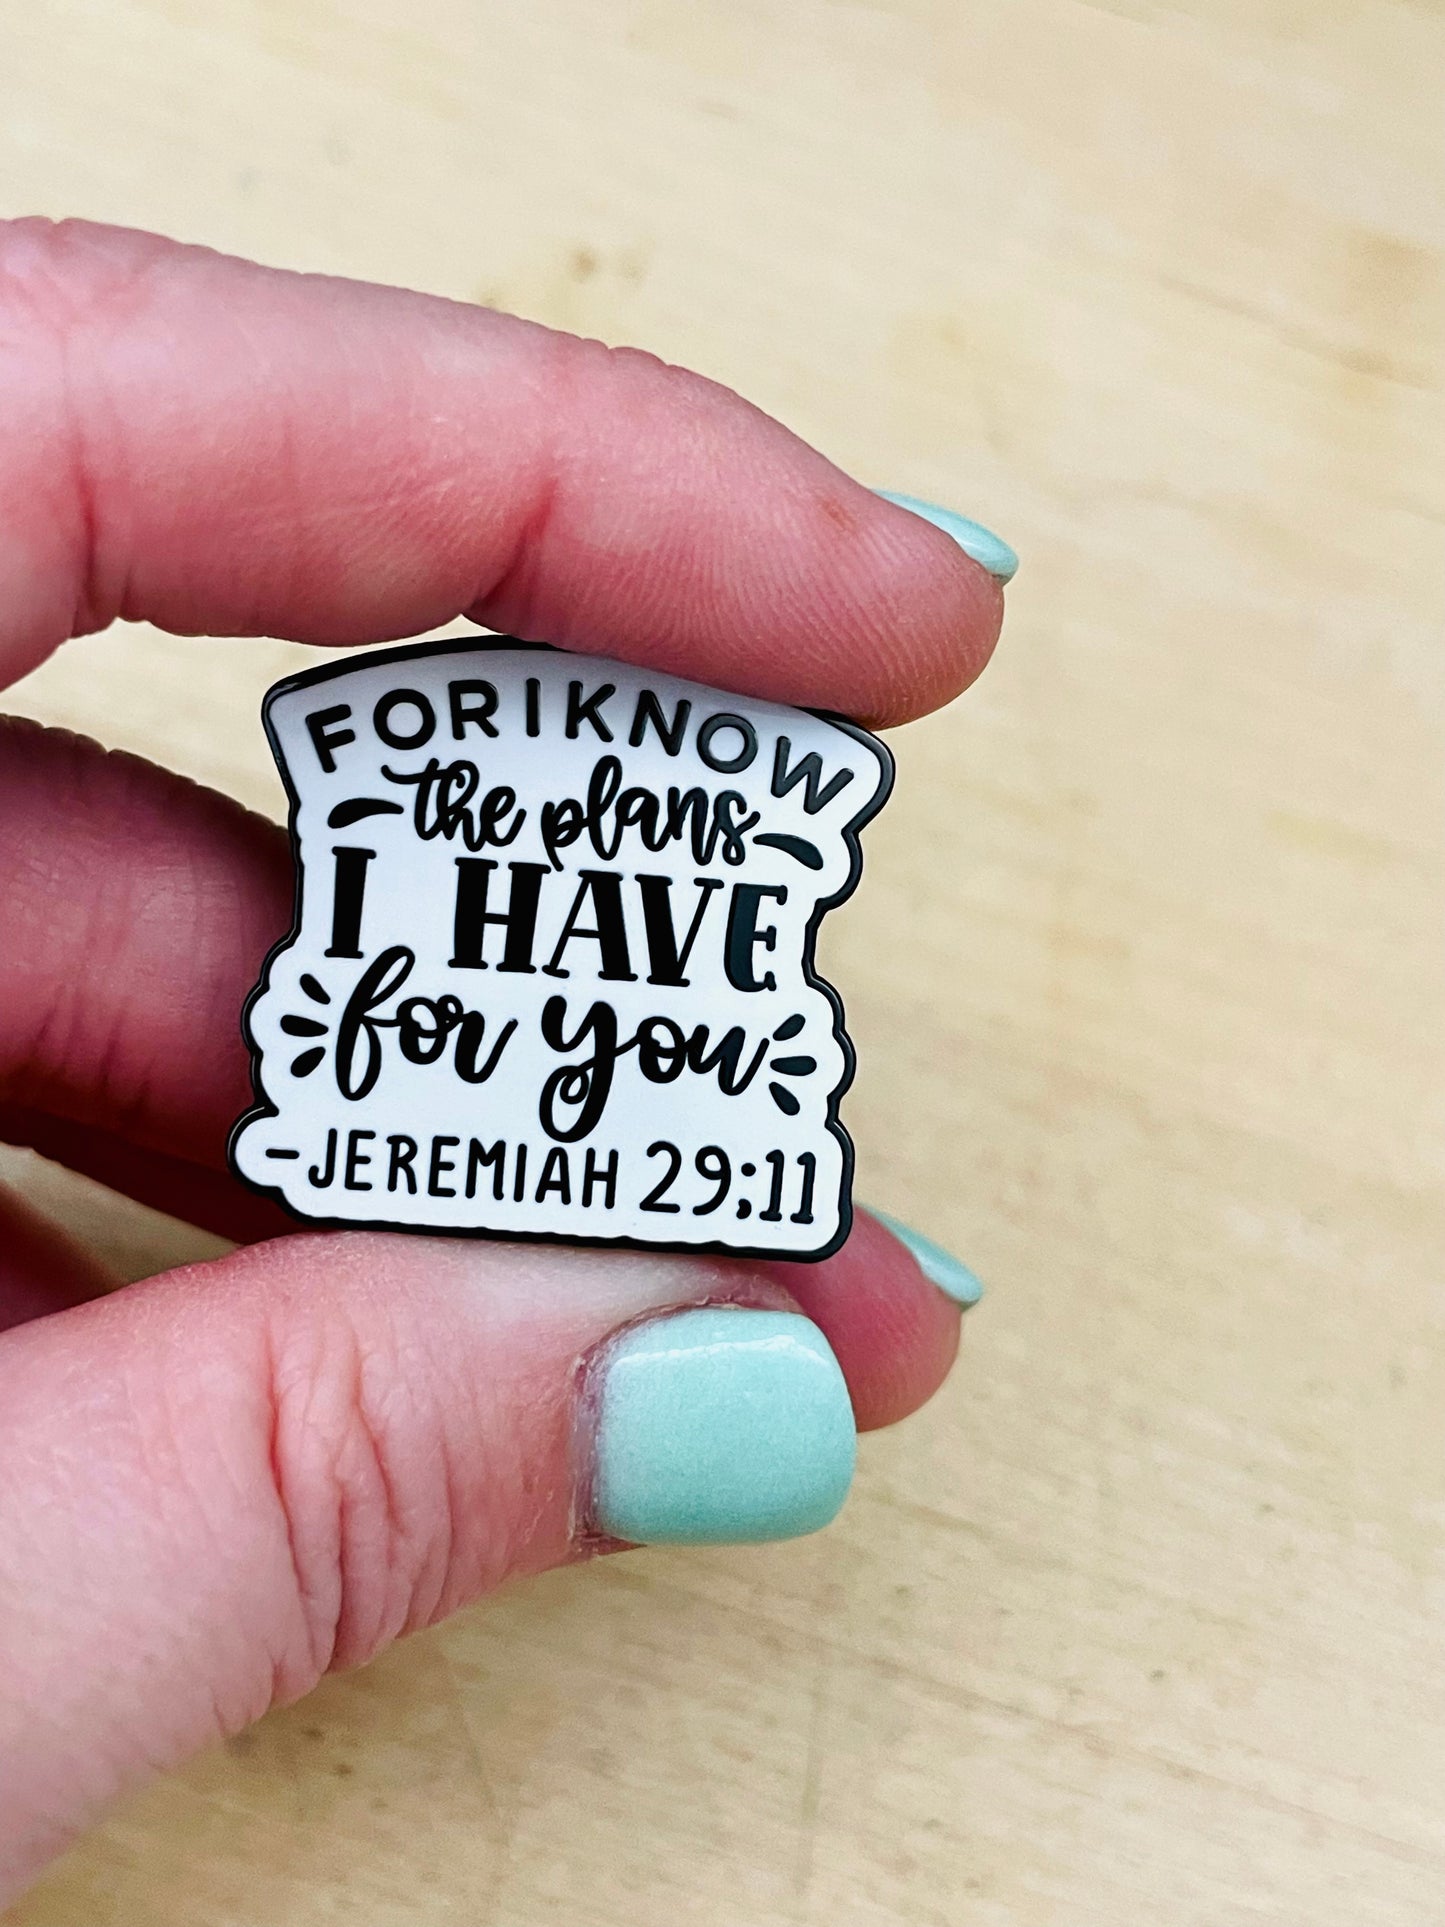 FOR I KNOW
the plans
I HAVE
for you
-JEREMIAH 29;11